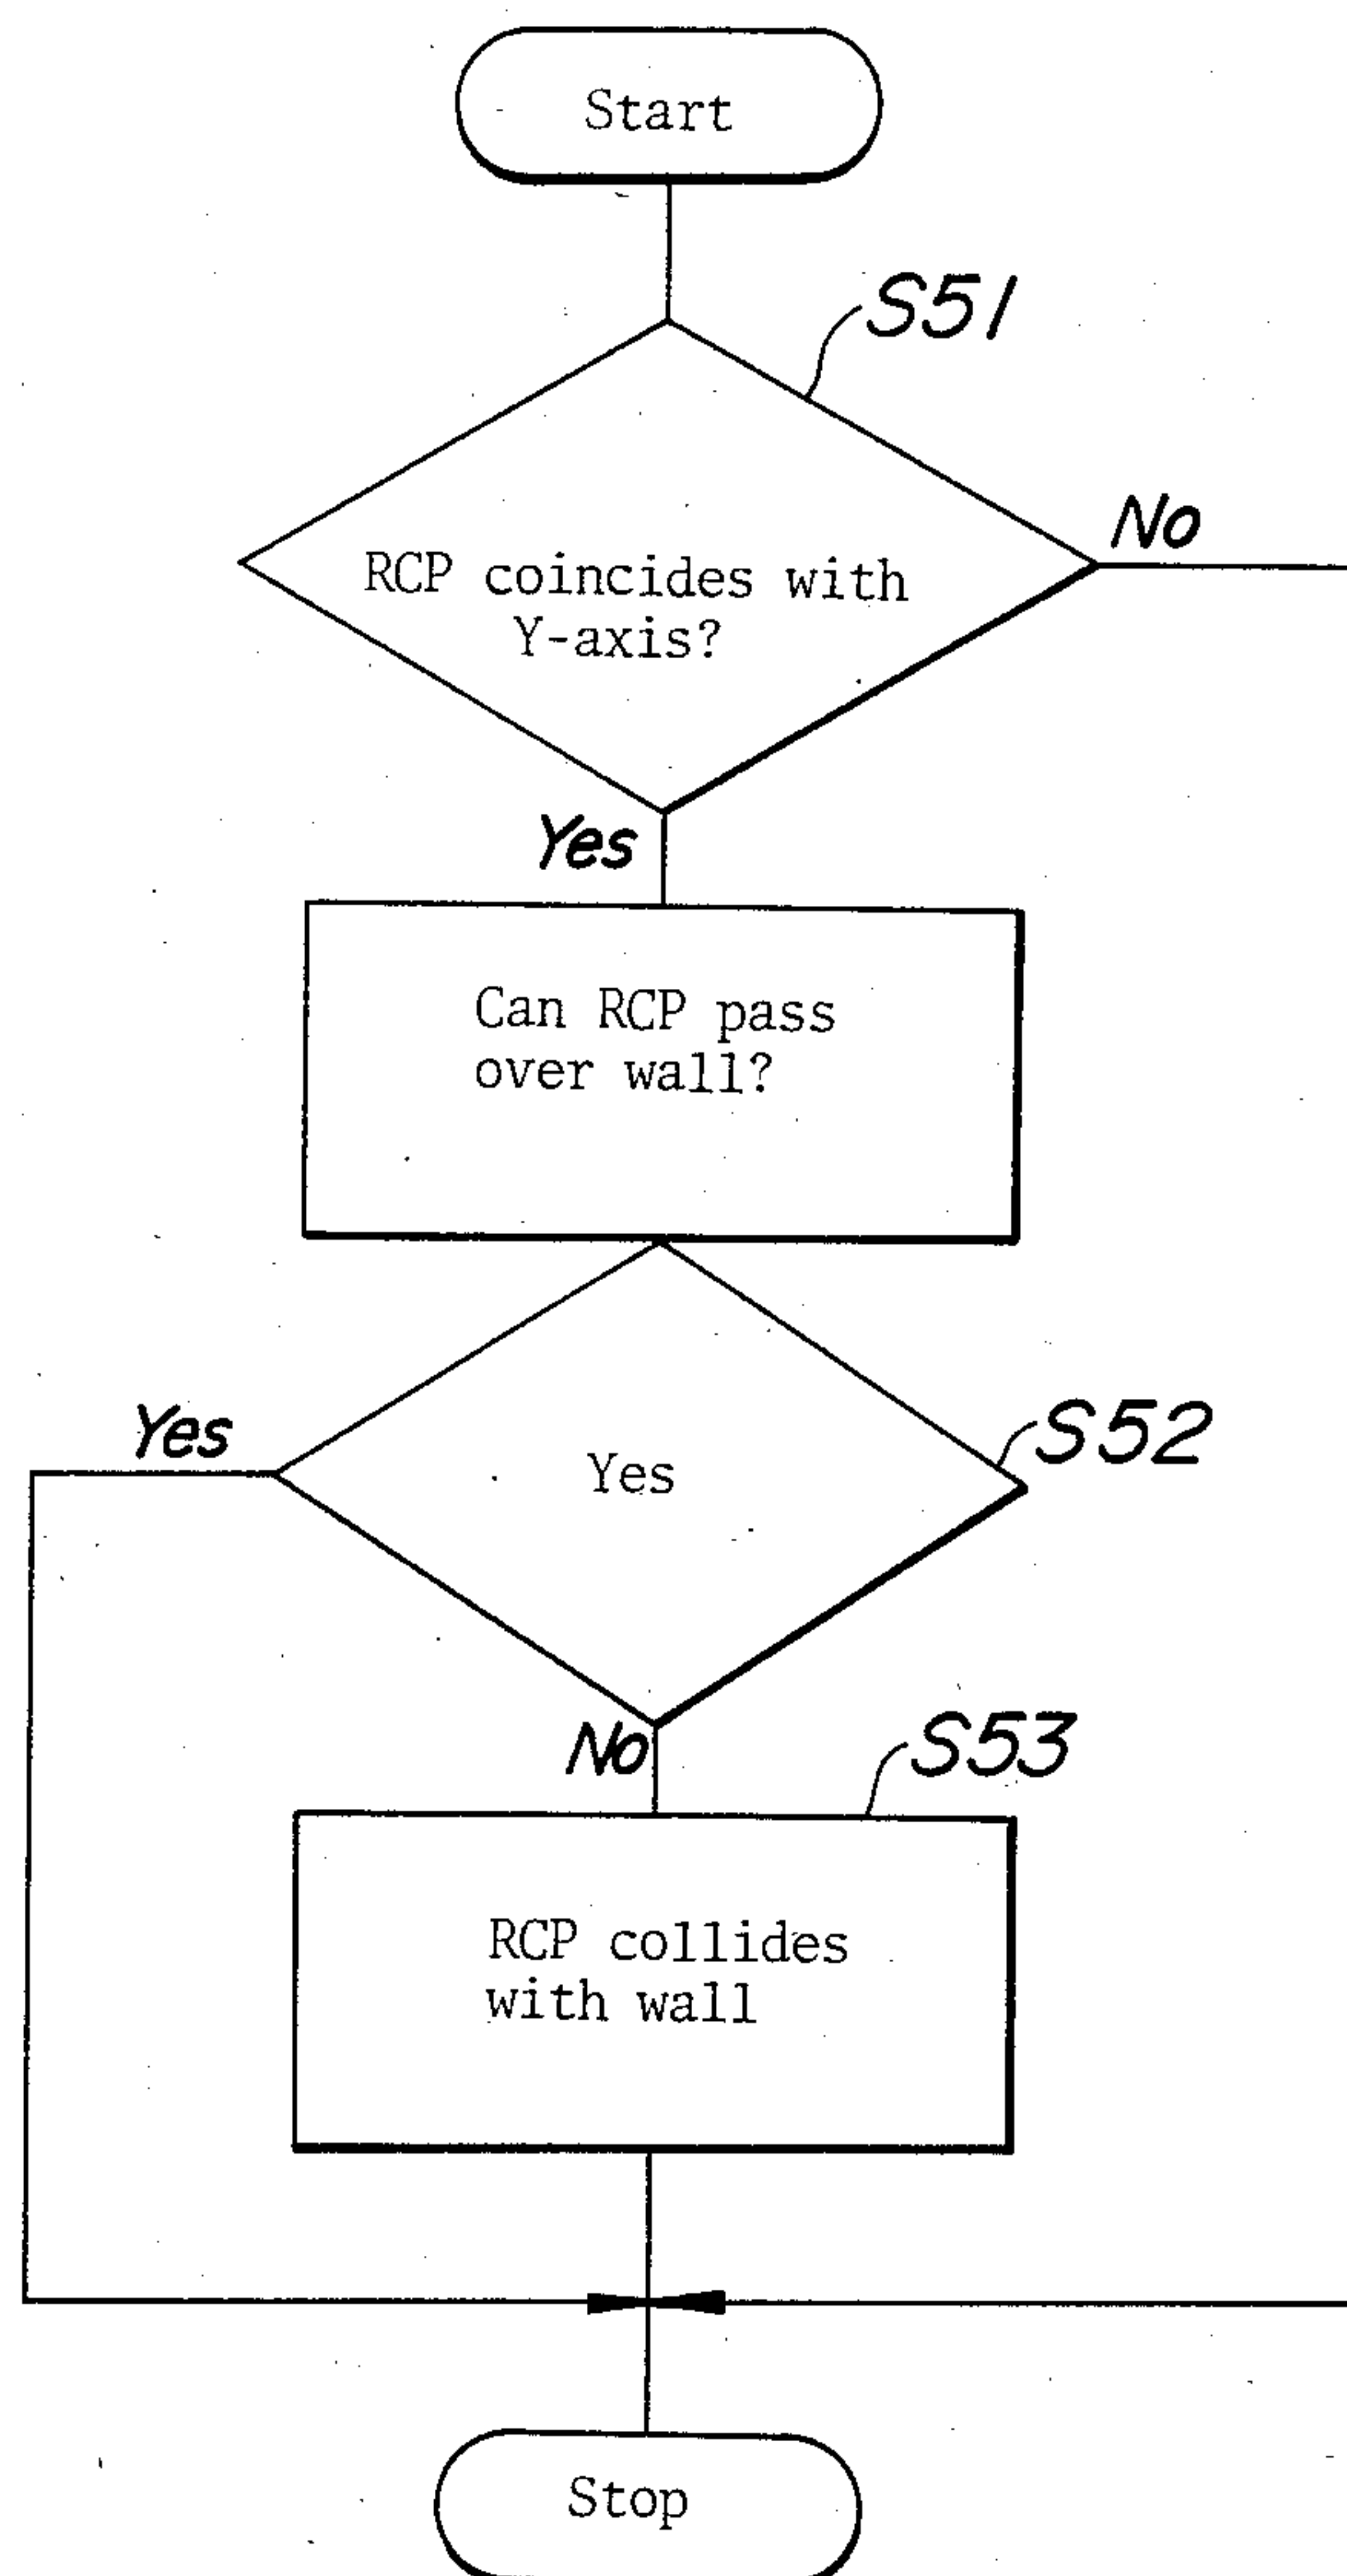 Start
S51
No
RCP coincides with
Y-axis?
Yes
Can RCP pass
over wall?
Yes
Yes
S52
No
S53
RCP collides
with wall
Stop